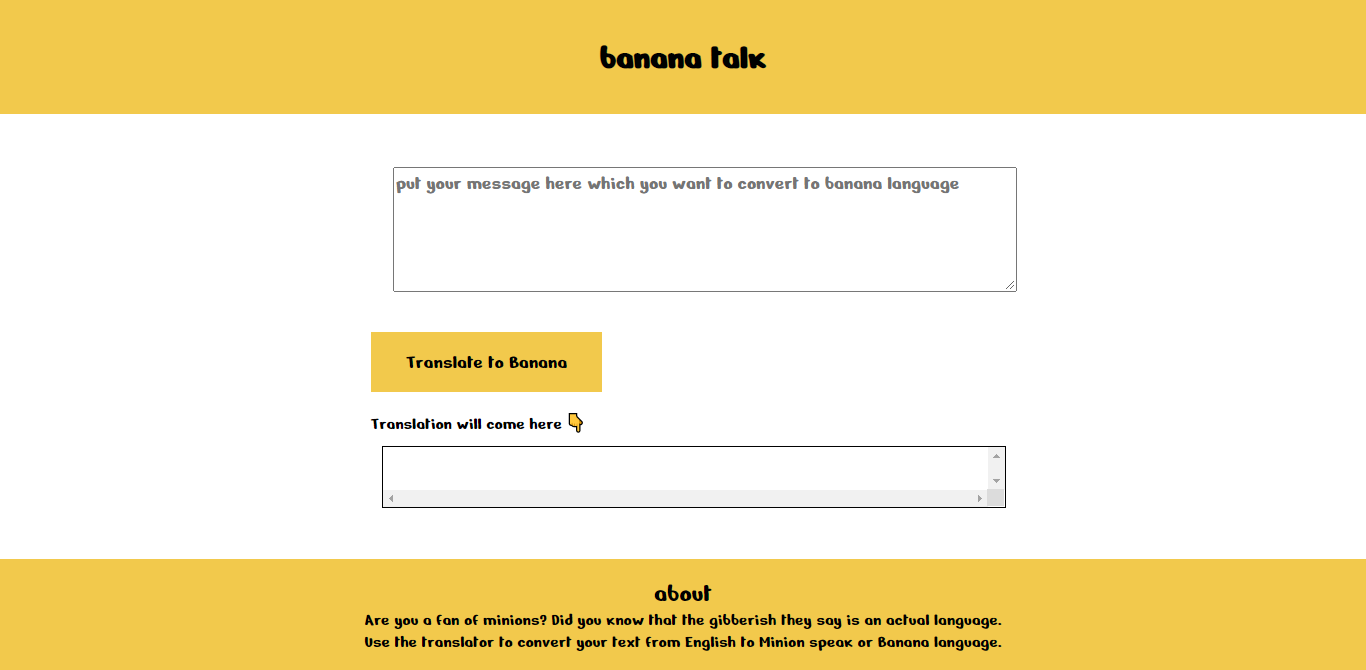 banana talk
put your message here which you want to convert to banana language
Translate to Banana
Translation will come here 👇
about
Are you a fan of minions? Did you know that the gibberish they say is an actual language.
Use the translator to convert your text from English to Minion speak or Banana language.